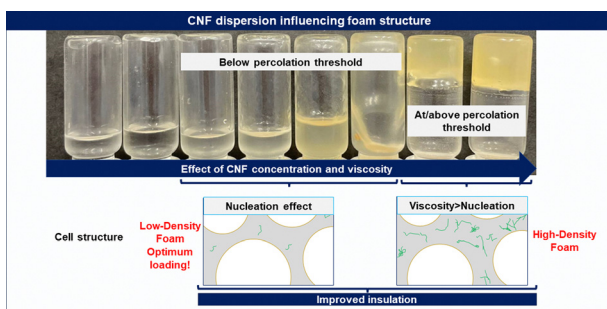 CNF dispersion influencing foam structure
Below percolation threshold
At/above percolation
threshold
Effect of CNF concentration and viscosity
Nucleation effect
Viscosity>Nucleation
Cell structure
Low-Density
Foam
Optimum
loading!
High-Density
Foam
Improved insulation